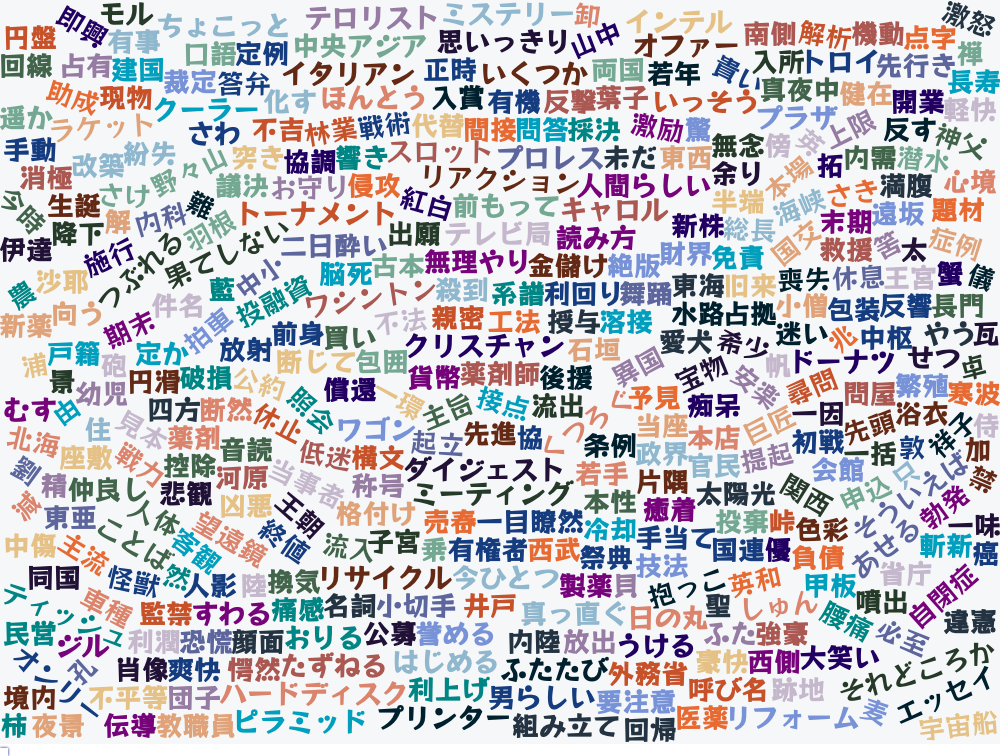 即興 モル ちょこっと テロリスト ミステリー 卸 インテル 激怒
円盤 有事 口語 定例 中央アジア 思いっきり 山中 オファー 南側 解析 機動 点字 禅
回線 占有 建国 裁定 答弁 イタリアン 正時 いくつか 両国 若年 貴い 入所 トロイ 先行き 長寿
助成 現物 クーラー 化す ほんとう 入賞 有機 反撃 葉子 いっそう 真夜中 健在 開業 軽快
遥か ラケット さわ 不吉 林業 戦術 代替 間接 問答 採決 激励 驚 プラザ 上限 反す 神父
手動 改築 紛失 野々山 突き 協調 響き スロット プロレス 未だ 東西 無念 傍 英 拓 内需 潜水
消極 さけ 議決 お守り 侵攻 リアクション 人間らしい 余り 本場 さき 満腹 心境
今時 生誕 解 内科 難 トーナメント 紅白 前もって キャロル 半端 海峡 末期 遠坂 題材
伊達 降下 施行 つぶれる 羽根 果てしない 二日酔い 出願 テレビ局 読み方 新株 総長 国交 救援 筈 太 症例
農 沙耶 藍 中小 脳死 古本 無理やり 金儲け 絶版 財界 免責 東海 旧来 喪失 休息 王宮 蟹 儀
新薬 向う 件名 投融資 ワシントン 殺到 系譜 利回り 舞踊 水路 占拠 小僧 包装 反響 長門
期末 拍車 前身 買い 不法 親密 工法 授与 溶接 迷い 兆 中枢 やう 瓦
浦 戸籍 砲 定か 放射 断じて 包囲 クリスチャン 石垣 愛犬 希少 帆 ドーナツ せつ 卓
景 幼児 円滑 破損 公約 照会 償還 一環 貨幣 薬剤師 後援 異国 宝物 安楽 尋問 問屋 繁殖 寒波
むす 由 住 見本 四方 断然 休止 ワゴン 主旨 接点 流出 くつろぐ 予見 痴呆 巨匠 一因 先頭 浴衣 侍
北海 座敷 戦力 薬剤 音読 低迷 横文 起立 先進 協 条例 当座 本店 政界 官民 提起 初戦 一括 敦 祥子 加
劉 精 仲良し 控除 河原 当事者 称号 ダイジェスト 若手 片隅 会館 申込 只 そういえば 禁
滅 東亜 人体 悲観 凶悪 王朝 格付け ミーティング 本性 癒着 太陽光 関西 勃発
中傷 主流 ことば 客観 望遠鏡 終値 流入 子宮 売春 一目瞭然 冷却 手当て 投棄 峠 色彩 あせる 一味
同国 怪獣 然 人影 陸 換気 乗 有権者 西武 祭典 技法 国連 優 負債 省庁 斬新 癌
ティッシュ 車種 監禁 すわる 痛感 リサイクル 名詞 小切手 今ひとつ 井戸 製薬 貝 抱っこ 英和 甲板 噴出 自閉症
民営 ジル 利潤 恐慌 顔面 おりる 公募 誉める 真っ直ぐ 日の丸 聖 しゅん 腰痛 必至 違憲
オンリー 元 肖像 爽快 愕然 たずねる はじめる 内陸 放出 うける ふた 強豪 豪快 西側 大笑い それどころか
境内 不平等 団子 ハードディスク 利上げ ふたたび 男らしい 外務省 要注意 呼び名 跡地 エッセイ
柿 夜景 伝導 教職員 ピラミッド プリンター 組み立て 回帰 医薬 リフォーム 麦 宇宙船